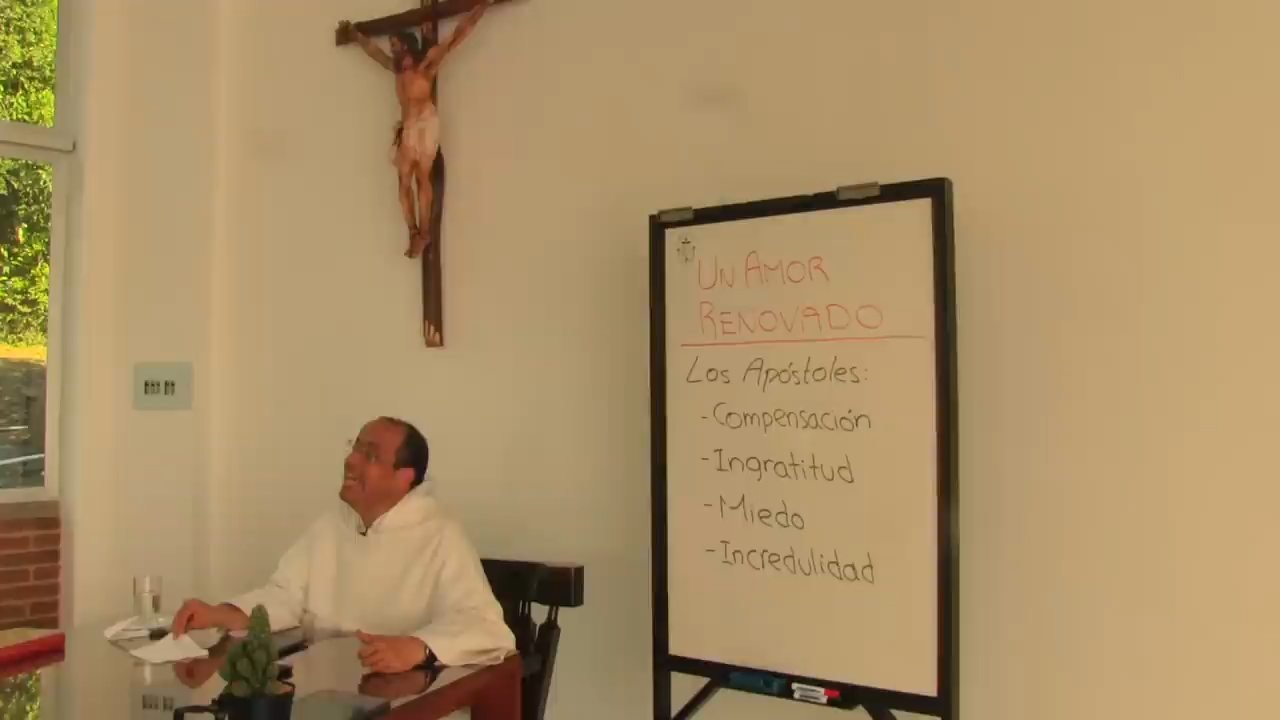 UN AMOR
RENOVADO
Los Apóstoles:
-Compensación
-Ingratitud
-Miedo
-Incredulidad